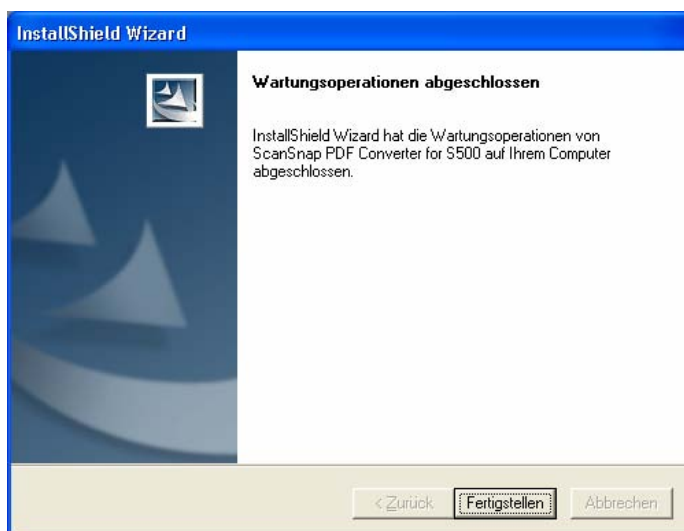 InstallShield Wizard
Wartungsoperationen abgeschlossen
InstallShield Wizard hat die Wartungsoperationen von
ScanSnap PDF Converter for S500 auf Ihrem Computer
abgeschlossen.
< Zurück
Fertigstellen
Abbrechen